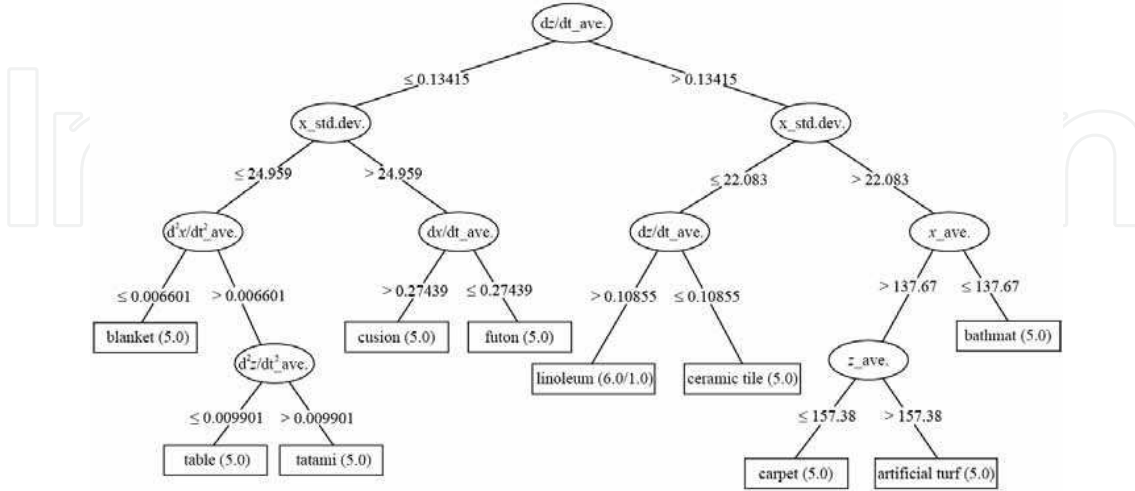 dz/dt_ave.
≤ 0.13415
> 0.13415
x_std.dev.
x_std.dev.
≤ 24.959
> 24.959
≤ 22.083
> 22.083
d²x/dt²_ave.
dx/dt_ave.
dz/dt_ave.
x_ave.
≤ 0.006601
> 0.006601
> 0.27439
≤ 0.27439
> 0.10855
≤ 0.10855
> 137.67
≤ 137.67
blanket (5.0)
cusion (5.0)
futon (5.0)
bathmat (5.0)
d²z/dt²_ave.
linoleum (6.0/1.0)
ceramic tile (5.0)
z_ave.
≤ 0.009901
> 0.009901
≤ 157.38
> 157.38
table (5.0)
tatami (5.0)
carpet (5.0)
artificial turf (5.0)